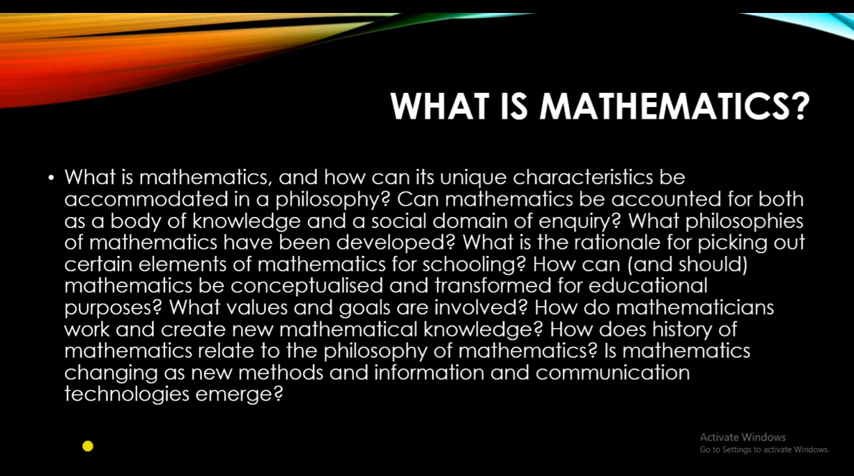 WHAT IS MATHEMATICS?
• What is mathematics, and how can its unique characteristics be
accommodated in a philosophy? Can mathematics be accounted for both
as a body of knowledge and a social domain of enquiry? What philosophies
of mathematics have been developed? What is the rationale for picking out
certain elements of mathematics for schooling? How can (and should)
mathematics be conceptualised and transformed for educational
purposes? What values and goals are involved? How do mathematicians
work and create new mathematical knowledge? How does history of
mathematics relate to the philosophy of mathematics? Is mathematics
changing as new methods and information and communication
technologies emerge?
Activate Windows
Go to Settings to activate Windows.